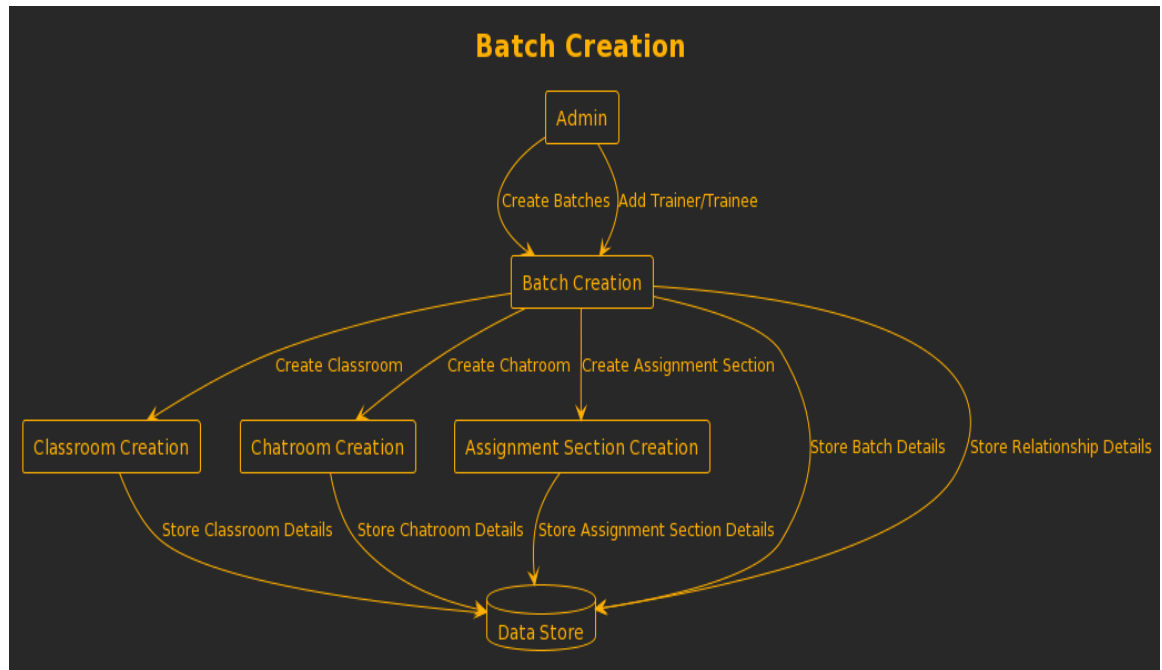 Batch Creation
Admin
Create Batches
Add Trainer/Trainee
Batch Creation
Create Classroom
Create Chatroom
Create Assignment Section
Classroom Creation
Chatroom Creation
Assignment Section Creation
Store Batch Details
Store Relationship Details
Store Classroom Details
Store Chatroom Details
Store Assignment Section Details
Data Store